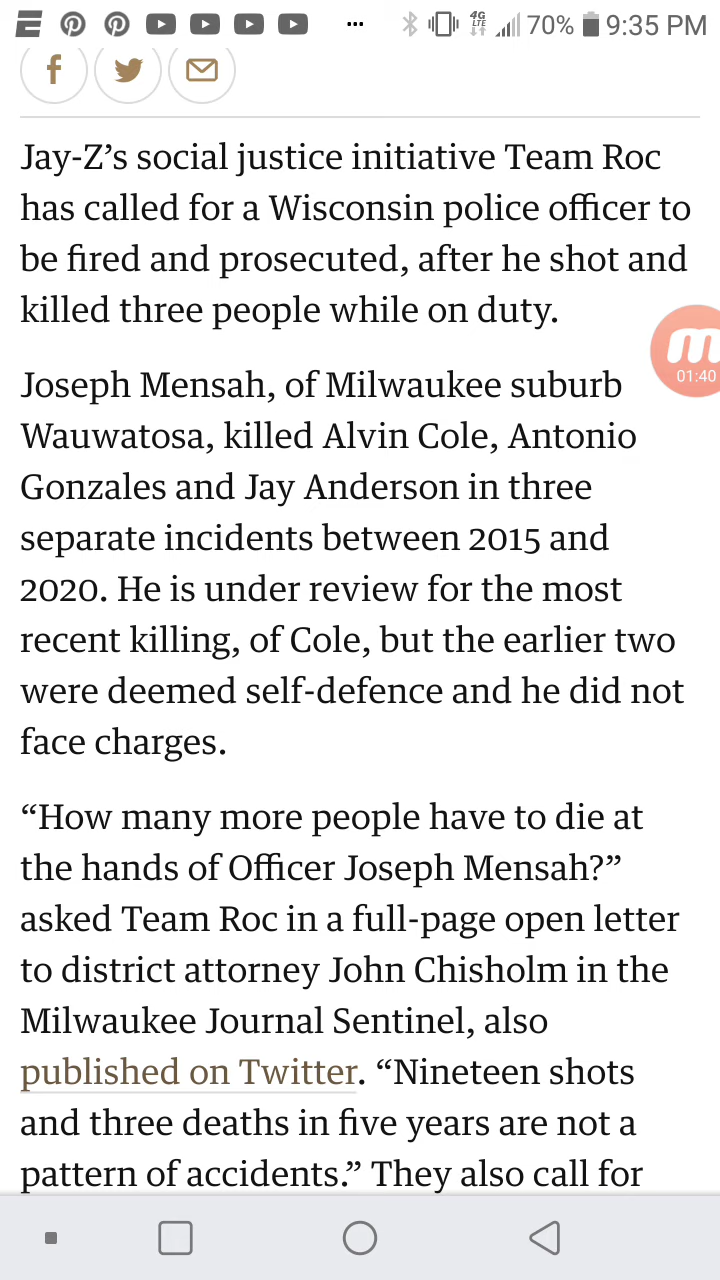 4G
LTE
70%
9:35 PM
Jay-Z’s social justice initiative Team Roc
has called for a Wisconsin police officer to
be fired and prosecuted, after he shot and
killed three people while on duty.
01:40
Joseph Mensah, of Milwaukee suburb
Wauwatosa, killed Alvin Cole, Antonio
Gonzales and Jay Anderson in three
separate incidents between 2015 and
2020. He is under review for the most
recent killing, of Cole, but the earlier two
were deemed self-defence and he did not
face charges.
“How many more people have to die at
the hands of Officer Joseph Mensah?”
asked Team Roc in a full-page open letter
to district attorney John Chisholm in the
Milwaukee Journal Sentinel, also
published on Twitter. “Nineteen shots
and three deaths in five years are not a
pattern of accidents.” They also call for